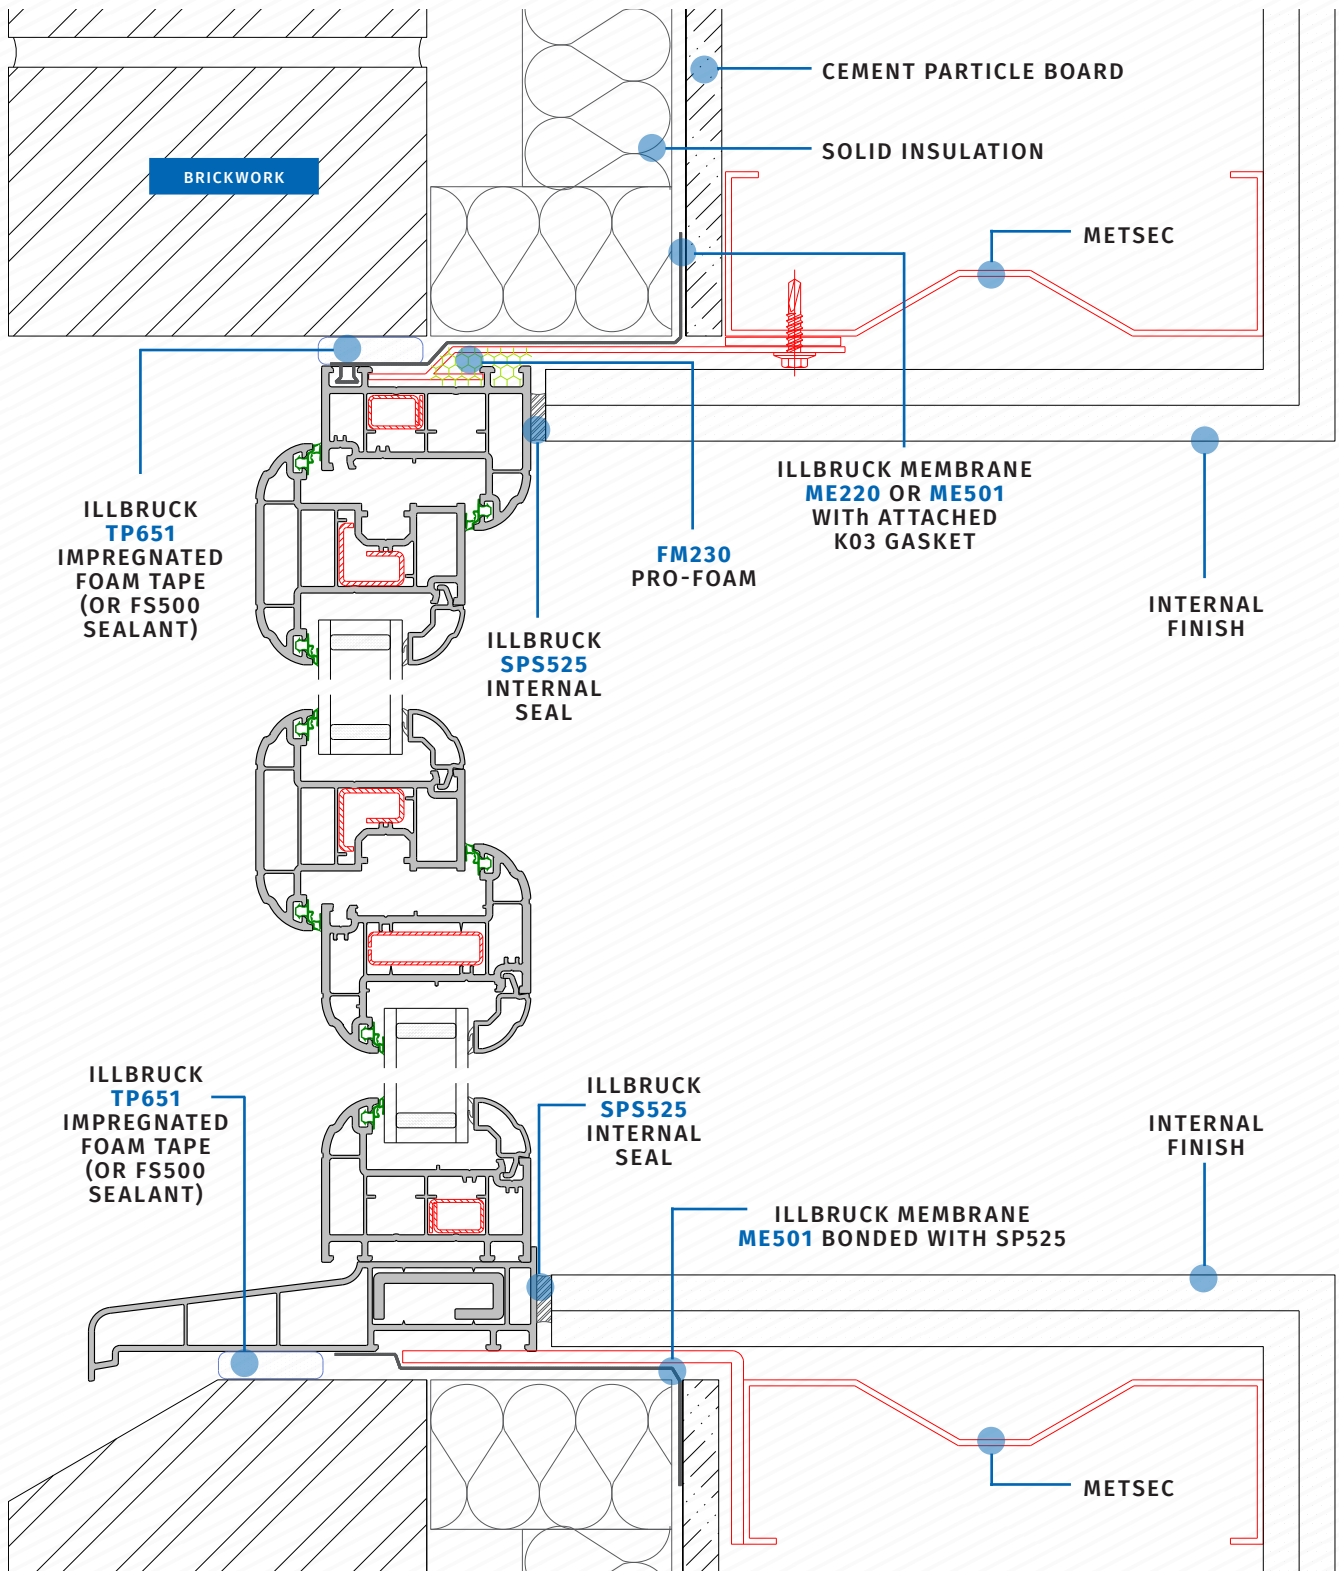 CEMENT PARTICLE BOARD
SOLID INSULATION
BRICKWORK
METSEC
ILLBRUCK
TP651
IMPREGNATED
FOAM TAPE
(OR FS500
SEALANT)
ILLBRUCK MEMBRANE
ME220 OR ME501
WITh ATTACHED
K03 GASKET
FM230
PRO-FOAM
INTERNAL
FINISH
ILLBRUCK
SPS525
INTERNAL
SEAL
ILLBRUCK
TP651
IMPREGNATED
FOAM TAPE
(OR FS500
SEALANT)
ILLBRUCK
SPS525
INTERNAL
SEAL
INTERNAL
FINISH
ILLBRUCK MEMBRANE
ME501 BONDED WITH SP525
METSEC